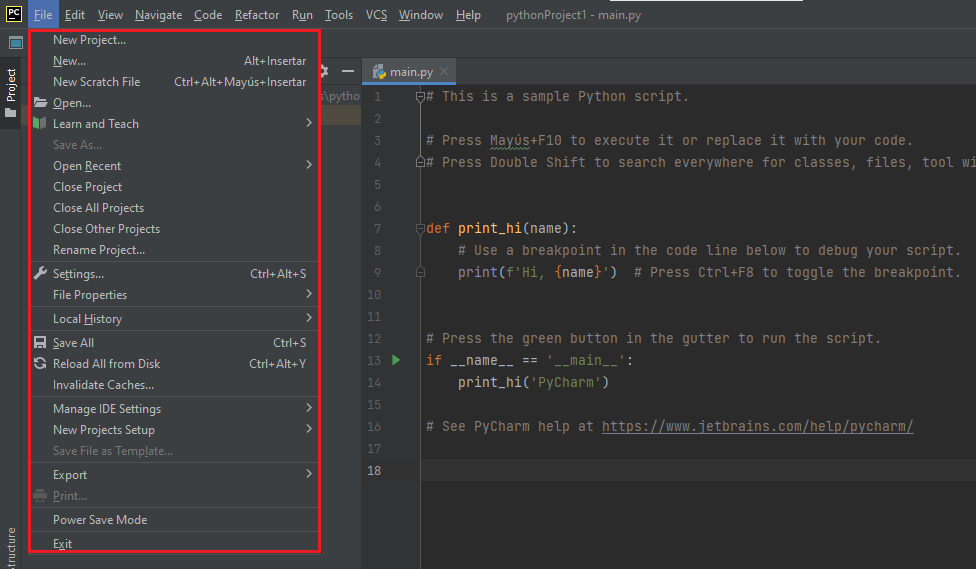 PC File Edit View Navigate Code Refactor Run Tools VCS Window Help pythonProject1 - main.py
Project
New Project...
New... Alt+Insertar
New Scratch File Ctrl+Alt+Mayús+Insertar
Open...
Learn and Teach
Save As...
Open Recent
Close Project
Close All Projects
Close Other Projects
Rename Project...
Settings... Ctrl+Alt+S
File Properties
Local History
Save All Ctrl+S
Reload All from Disk Ctrl+Alt+Y
Invalidate Caches...
Manage IDE Settings
New Projects Setup
Save File as Template...
Export
Print...
Power Save Mode
Exit
s\pytho
main.py
1 # This is a sample Python script.
2
3 # Press Mayús+F10 to execute it or replace it with your code.
4 # Press Double Shift to search everywhere for classes, files, tool wi
5
6
7 def print_hi(name):
8 # Use a breakpoint in the code line below to debug your script.
9 print(f'Hi, {name}') # Press Ctrl+F8 to toggle the breakpoint.
10
11
12 # Press the green button in the gutter to run the script.
13 if __name__ == '__main__':
14 print_hi('PyCharm')
15
16 # See PyCharm help at https://www.jetbrains.com/help/pycharm/
17
18
tructure